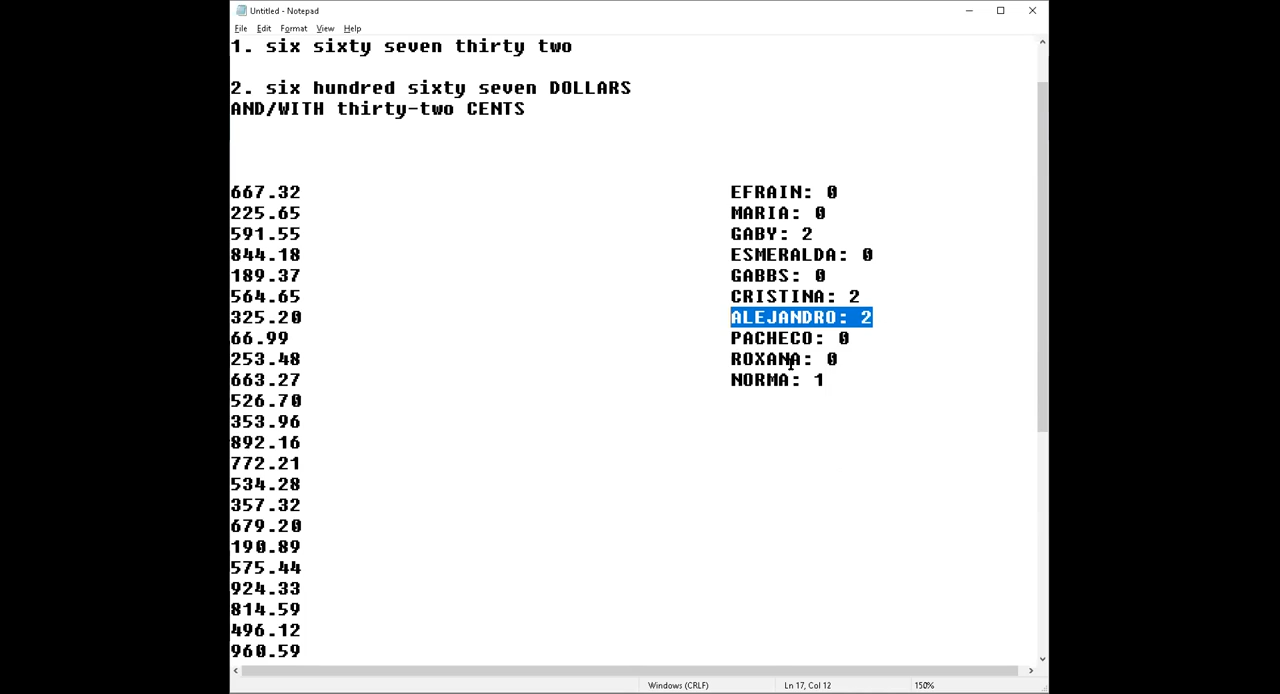 Untitled - Notepad
File Edit Format View Help
1. six sixty seven thirty two
2. six hundred sixty seven DOLLARS
AND/WITH thirty-two CENTS
667.32 EFRAIN: 0
225.65 MARIA: 0
591.55 GABY: 2
844.18 ESMERALDA: 0
189.37 GABBS: 0
564.65 CRISTINA: 2
325.20 ALEJANDRO: 2
66.99 PACHECO: 0
253.48 ROXANA: 0
663.27 NORMA: 1
526.70
353.96
892.16
772.21
534.28
357.32
679.20
190.89
575.44
924.33
814.59
496.12
960.59
Windows (CRLF) Ln 17, Col 12 150%